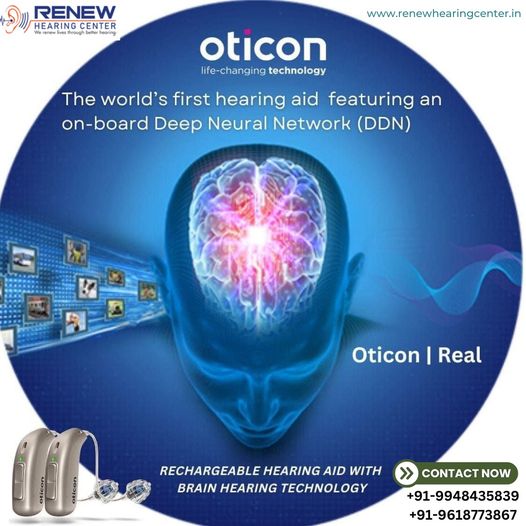 RENEW
HEARING CENTER
We renew lives through better hearing
www.renewhearingcenter.in
oticon
life-changing technology
The world's first hearing aid featuring an
on-board Deep Neural Network (DDN)
Oticon | Real
oticon
oticon
RECHARGEABLE HEARING AID WITH
BRAIN HEARING TECHNOLOGY
CONTACT NOW
+91-9948435839
+91-9618773867